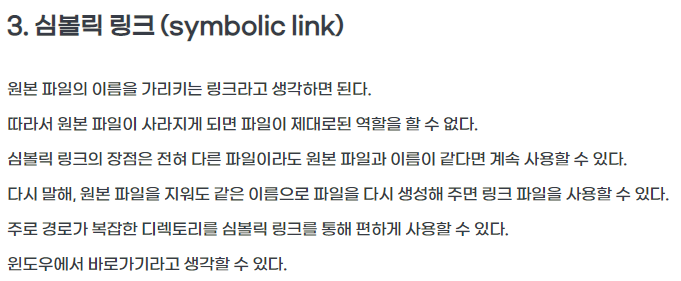 3. 심볼릭 링크 (symbolic link)
원본 파일의 이름을 가리키는 링크라고 생각하면 된다.
따라서 원본 파일이 사라지게 되면 파일이 제대로된 역할을 할 수 없다.
심볼릭 링크의 장점은 전혀 다른 파일이라도 원본 파일과 이름이 같다면 계속 사용할 수 있다.
다시 말해, 원본 파일을 지워도 같은 이름으로 파일을 다시 생성해 주면 링크 파일을 사용할 수 있다.
주로 경로가 복잡한 디렉토리를 심볼릭 링크를 통해 편하게 사용할 수 있다.
윈도우에서 바로가기라고 생각할 수 있다.